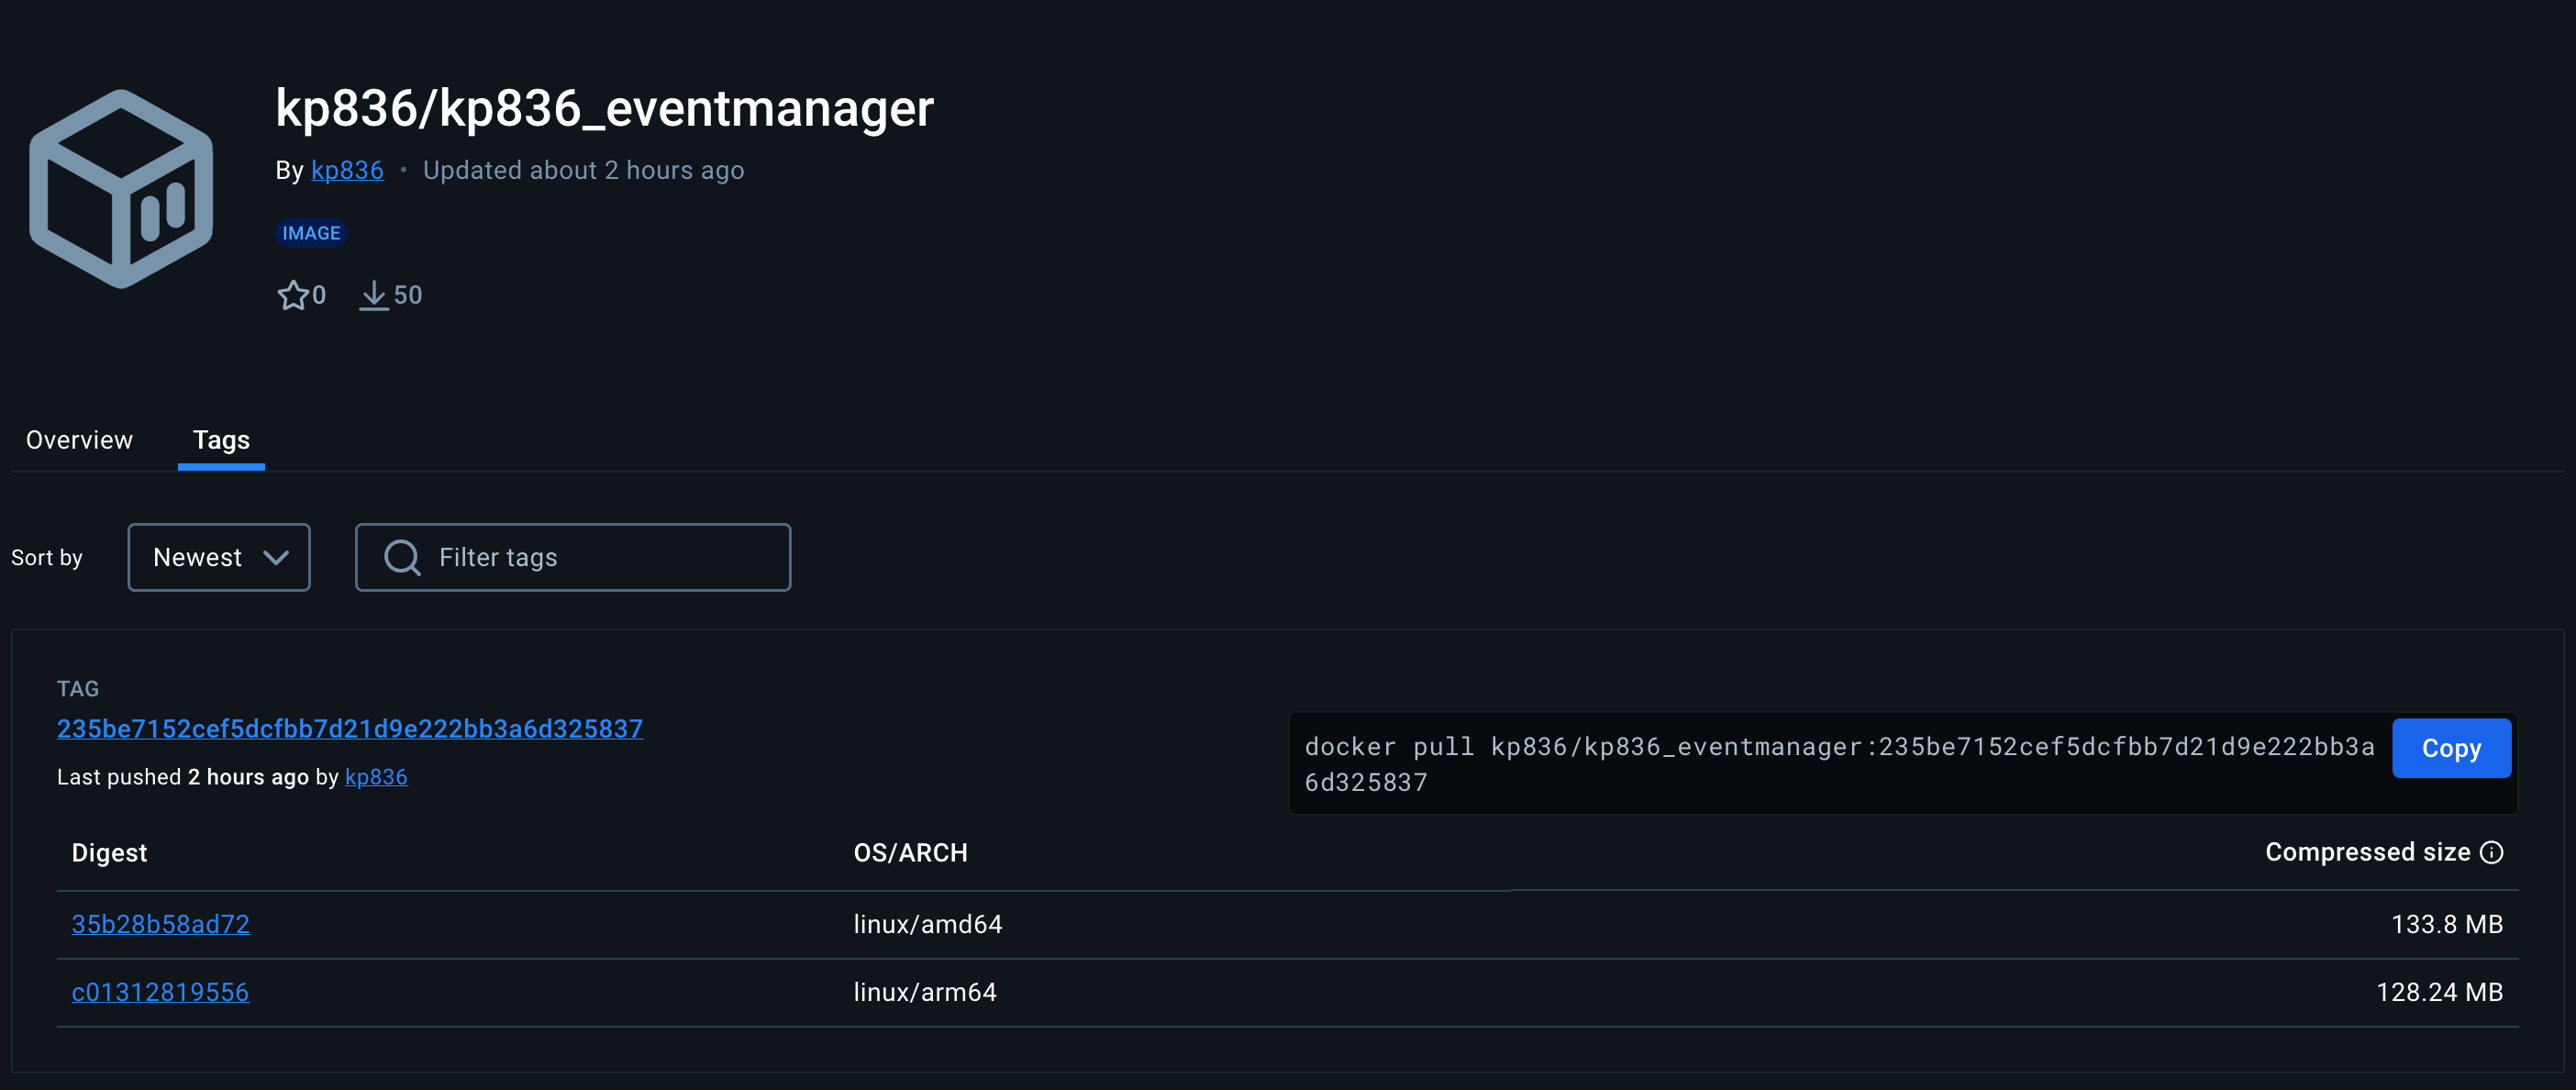 kp836/kp836_eventmanager
By kp836 • Updated about 2 hours ago
IMAGE
0 50
Overview Tags
Sort by Newest Filter tags
TAG
235be7152cef5dcfbb7d21d9e222bb3a6d325837
Last pushed 2 hours ago by kp836
docker pull kp836/kp836_eventmanager:235be7152cef5dcfbb7d21d9e222bb3a
6d325837
Copy
Digest OS/ARCH Compressed size
35b28b58ad72 linux/amd64 133.8 MB
c01312819556 linux/arm64 128.24 MB